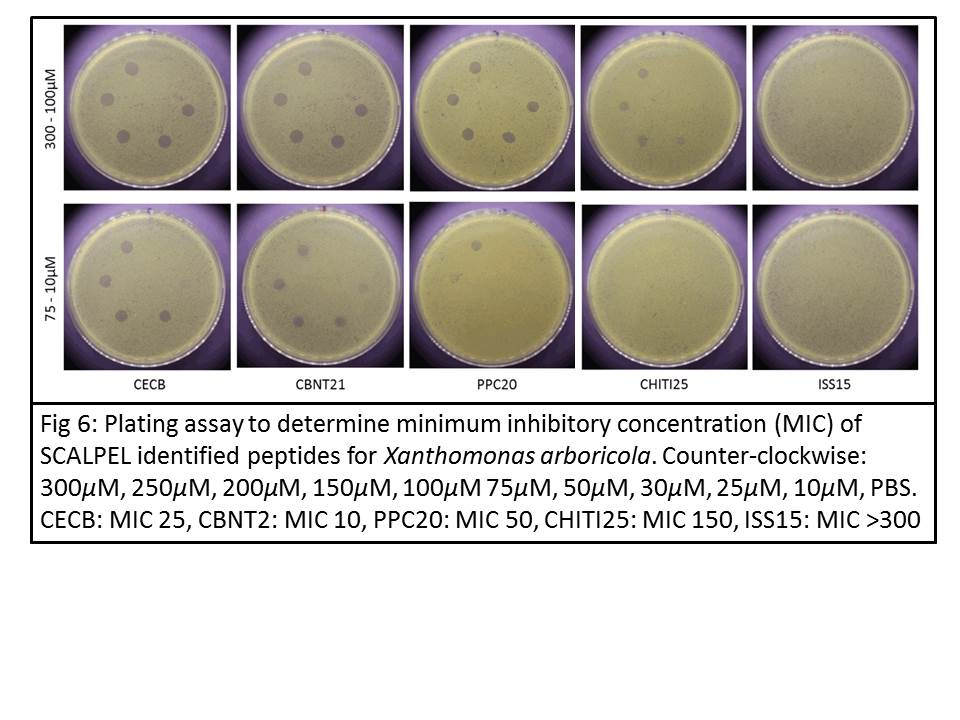 300 - 100µM
75 - 10µM
CECB CBNT21 PPC20 CHITI25 ISS15
Fig 6: Plating assay to determine minimum inhibitory concentration (MIC) of
SCALPEL identified peptides for Xanthomonas arboricola. Counter-clockwise:
300µM, 250µM, 200µM, 150µM, 100µM 75µM, 50µM, 30µM, 25µM, 10µM, PBS.
CECB: MIC 25, CBNT2: MIC 10, PPC20: MIC 50, CHITI25: MIC 150, ISS15: MIC >300